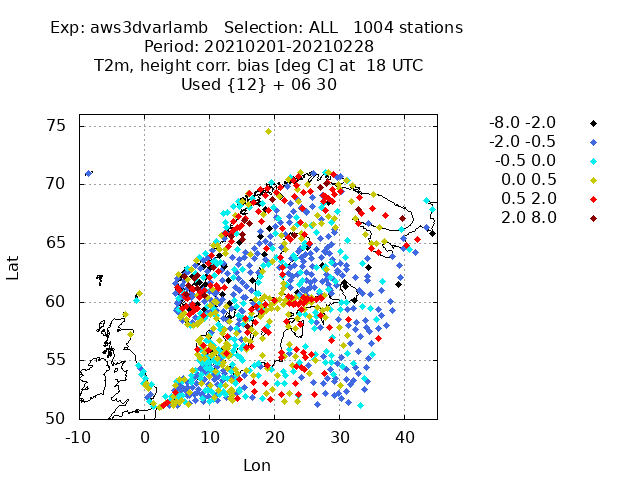 Exp: aws3dvarlamb   Selection: ALL   1004 stations
Period: 20210201-20210228
T2m, height corr. bias [deg C] at  18 UTC
Used {12} + 06 30
-8.0 -2.0
-2.0 -0.5
-0.5 0.0
0.0 0.5
0.5 2.0
2.0 8.0
75
70
65
60
55
50
Lat
-10 0 10 20 30 40
Lon